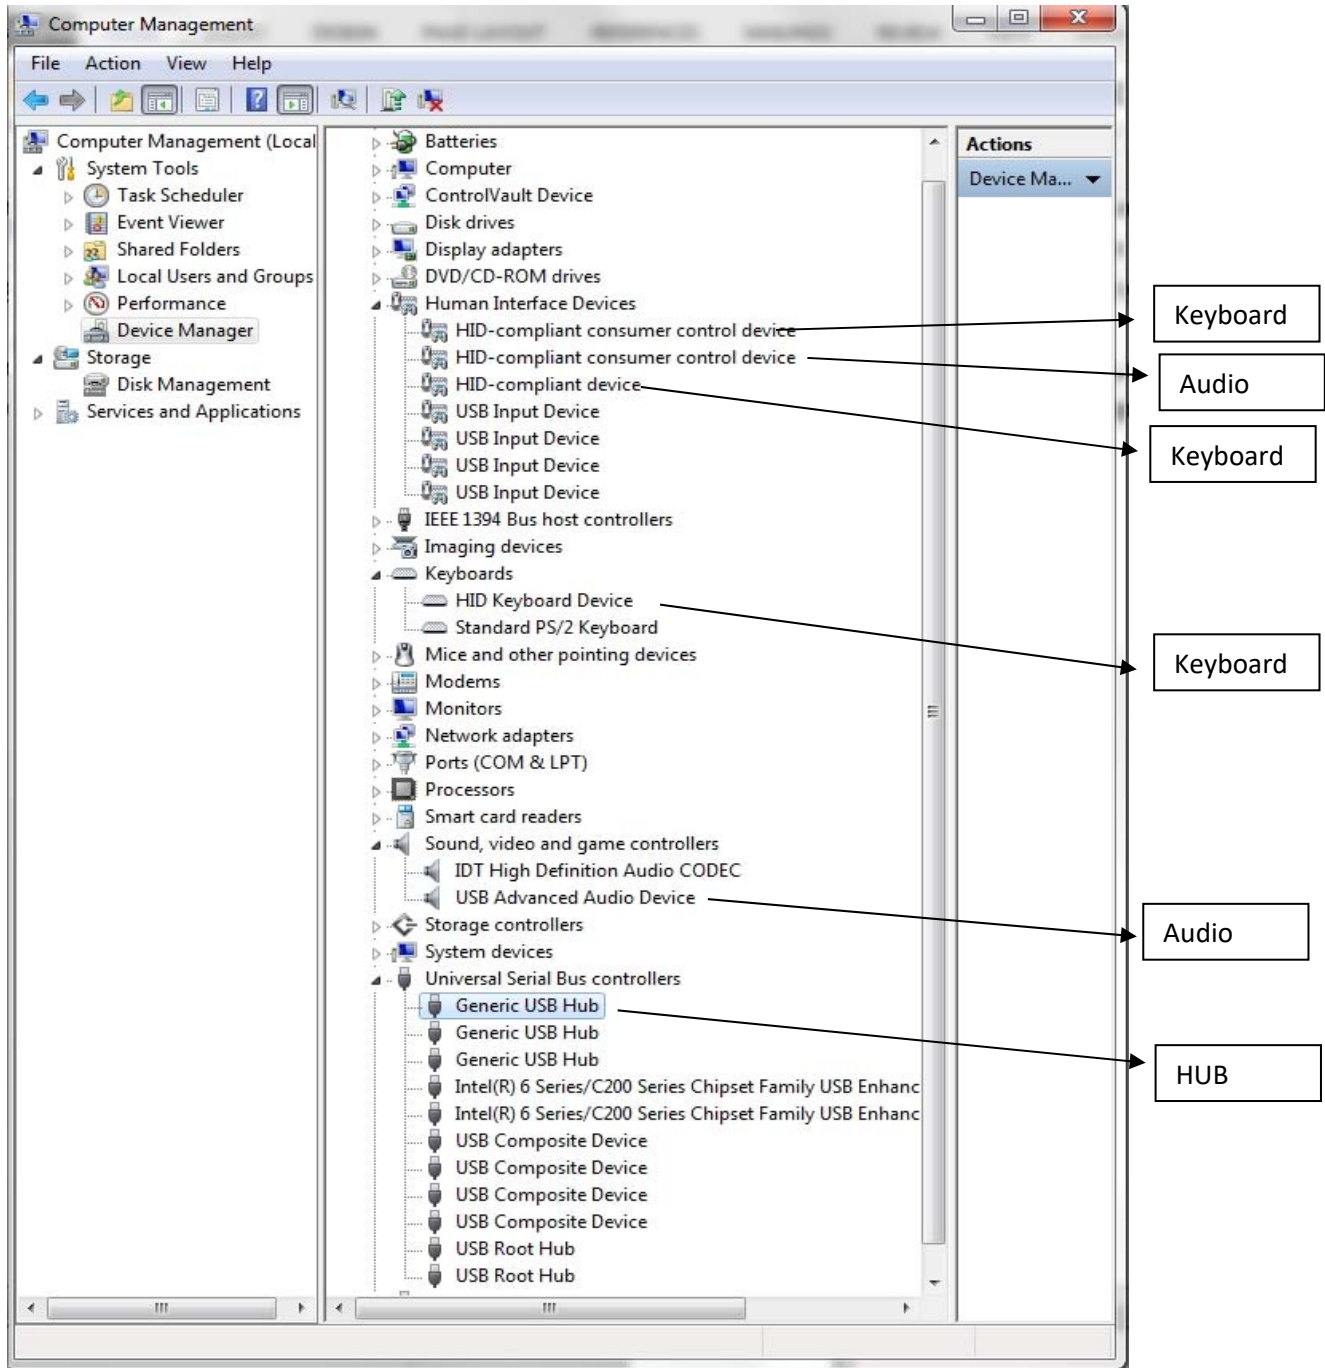 Computer Management
File Action View Help
Computer Management (Local
System Tools
Task Scheduler
Event Viewer
Shared Folders
Local Users and Groups
Performance
Device Manager
Storage
Disk Management
Services and Applications
Batteries
Computer
ControlVault Device
Disk drives
Display adapters
DVD/CD-ROM drives
Human Interface Devices
HID-compliant consumer control device
HID-compliant consumer control device
HID-compliant device
USB Input Device
USB Input Device
USB Input Device
USB Input Device
IEEE 1394 Bus host controllers
Imaging devices
Keyboards
HID Keyboard Device
Standard PS/2 Keyboard
Mice and other pointing devices
Modems
Monitors
Network adapters
Ports (COM & LPT)
Processors
Smart card readers
Sound, video and game controllers
IDT High Definition Audio CODEC
USB Advanced Audio Device
Storage controllers
System devices
Universal Serial Bus controllers
Generic USB Hub
Generic USB Hub
Generic USB Hub
Intel(R) 6 Series/C200 Series Chipset Family USB Enhanc
Intel(R) 6 Series/C200 Series Chipset Family USB Enhanc
USB Composite Device
USB Composite Device
USB Composite Device
USB Composite Device
USB Root Hub
USB Root Hub
Actions
Device Ma...
Keyboard
Audio
Keyboard
Keyboard
Audio
HUB